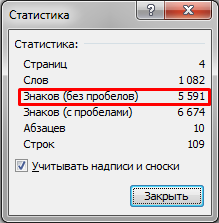 Статистика
Статистика:
Страниц 4
Слов 1 082
Знаков (без пробелов) 5 591
Знаков (с пробелами) 6 674
Абзацев 10
Строк 109
Учитывать надписи и сноски
Закрыть